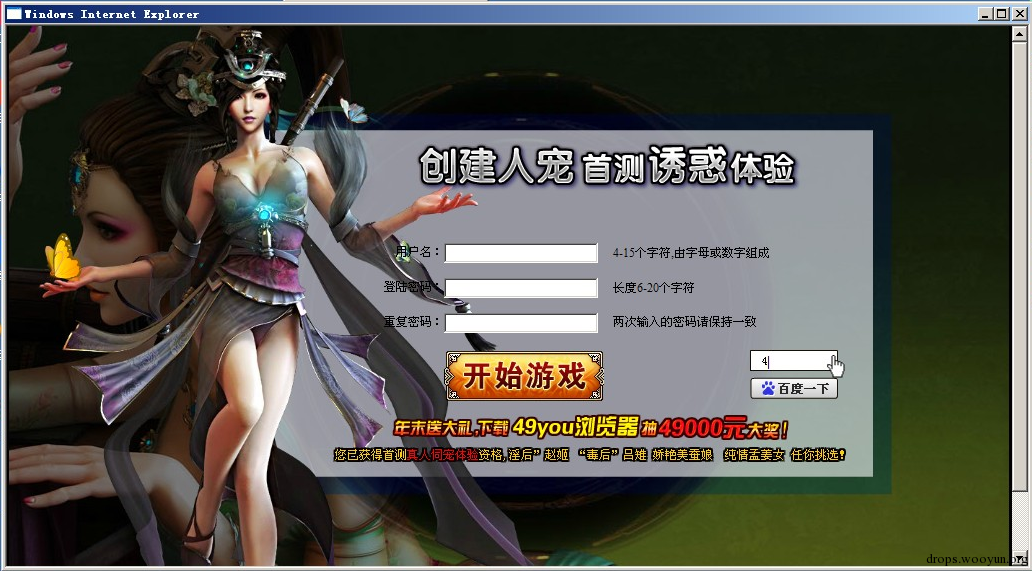 Windows Internet Explorer
创建人宠 首测诱惑体验
用户名：
4-15个字符,由字母或数字组成
登陆密码：
长度6-20个字符
重复密码：
两次输入的密码请保持一致
开始游戏
4
百度一下
年末送大礼,下载 49you浏览器 抽 49000元大奖!
您已获得首测真人伺宠体验资格, 淫后”赵姬 “毒后”吕雉 娇艳美蚕娘 纯情孟姜女 任你挑选!
drops.wooyun.org